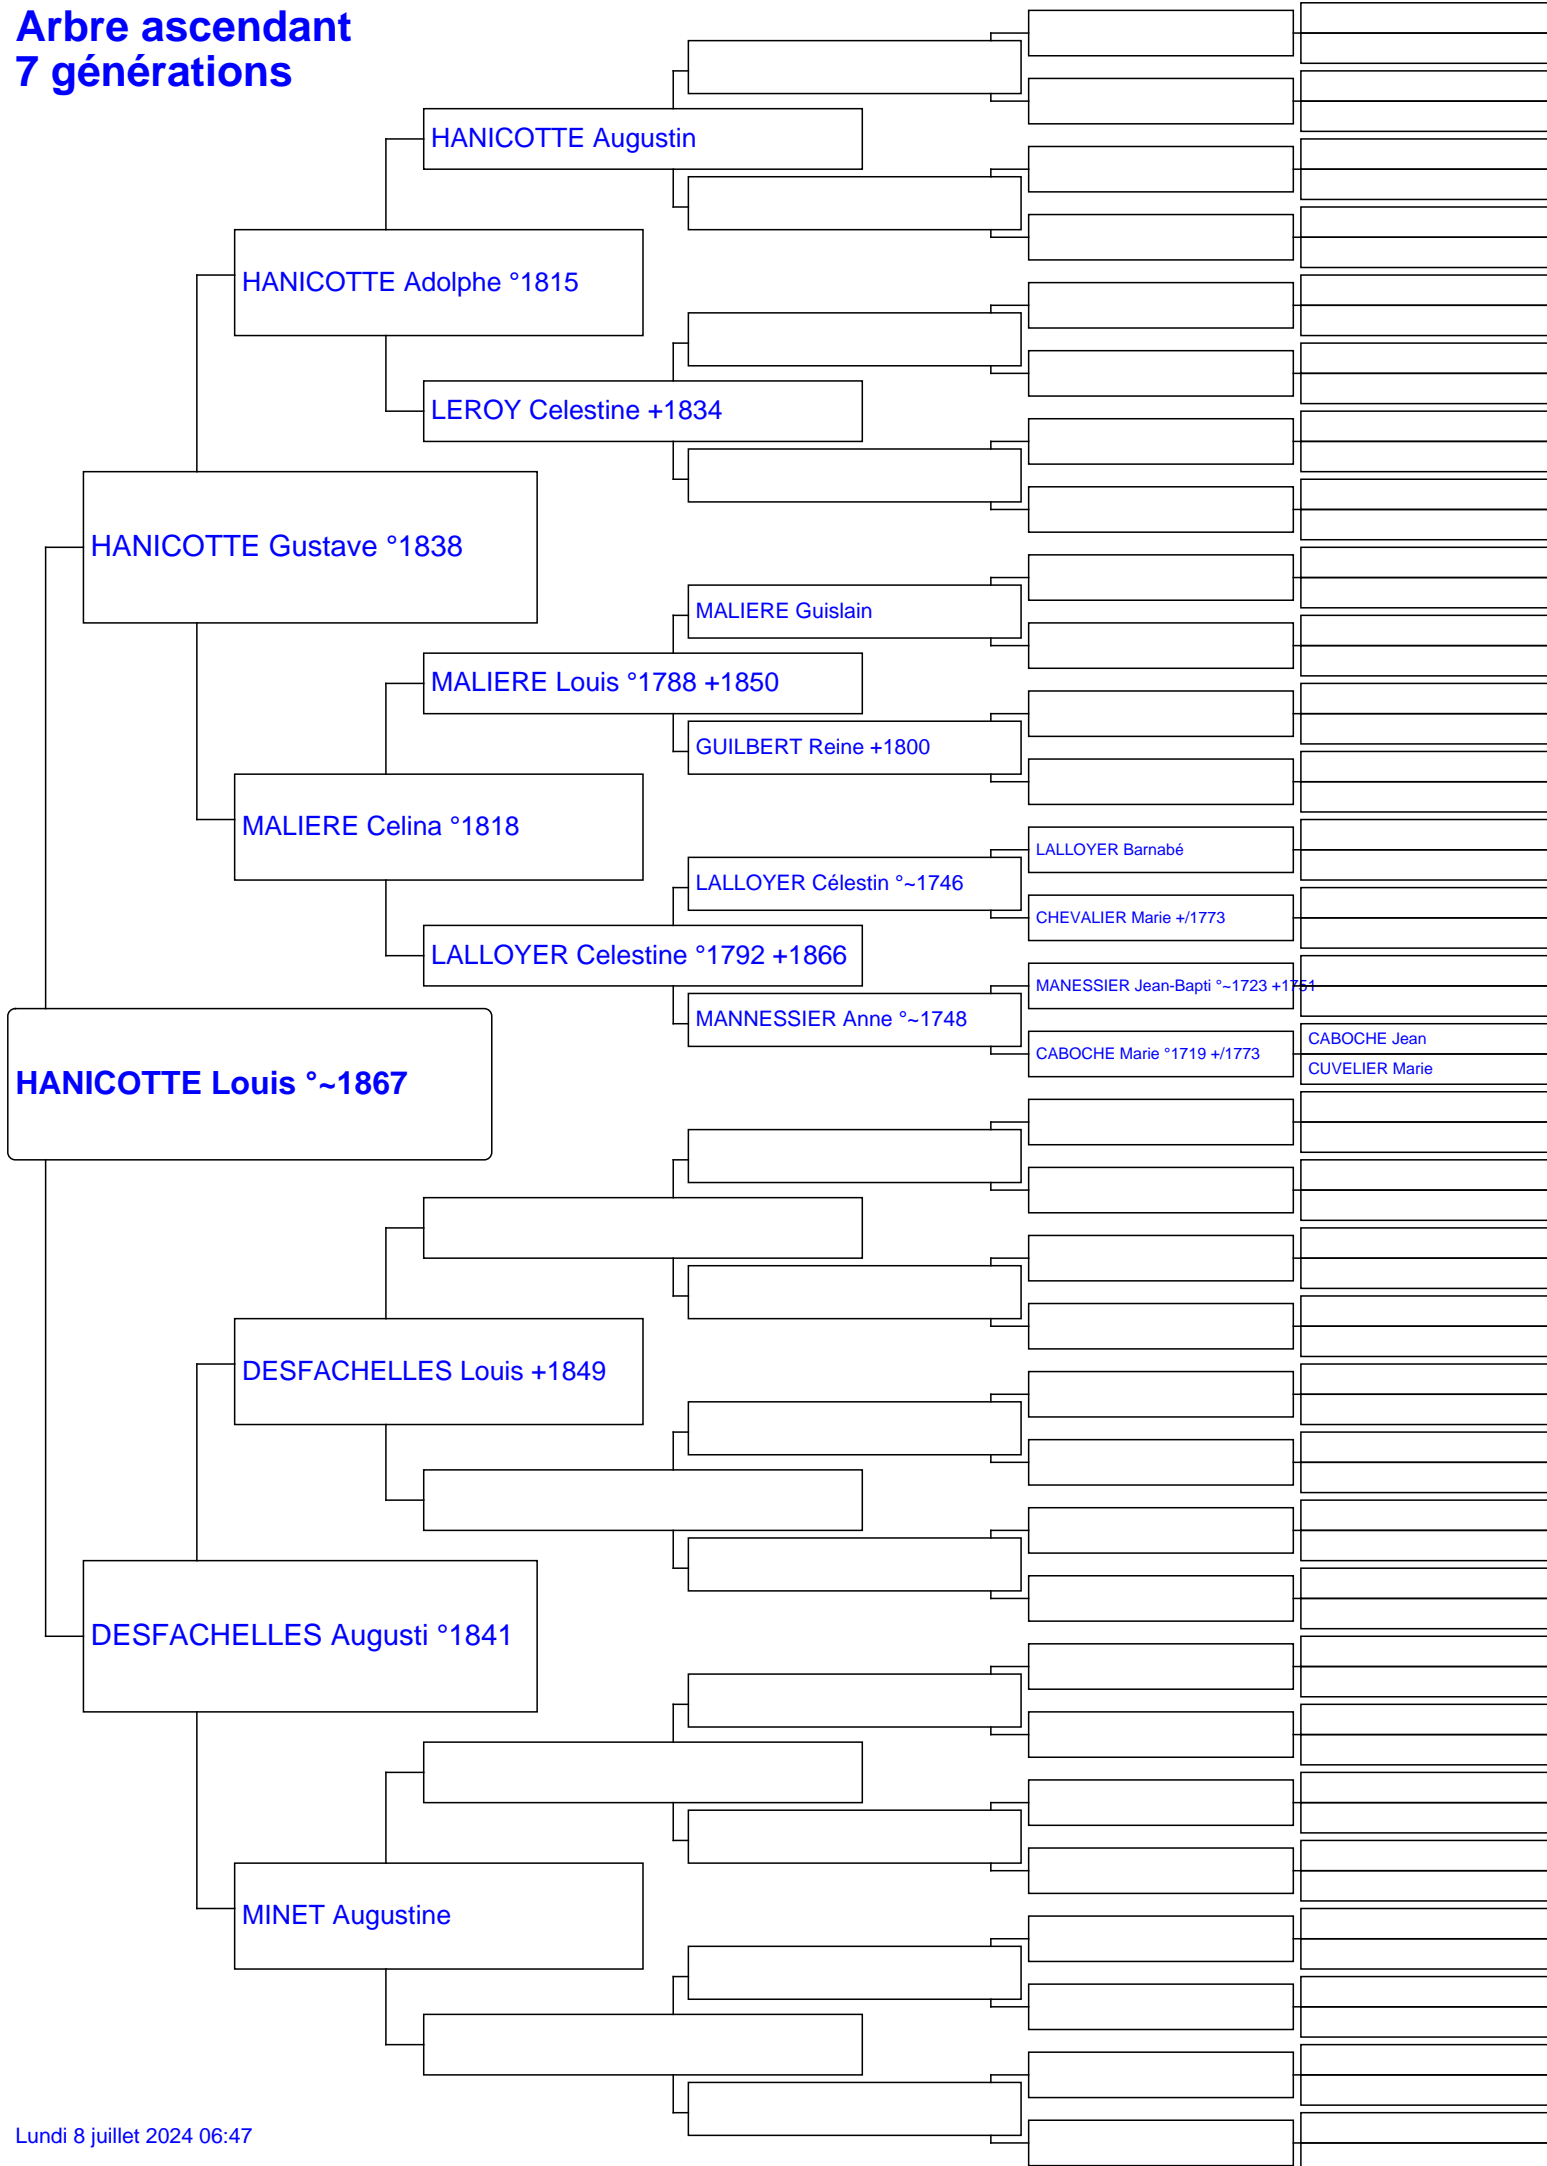 Arbre ascendant
7 générations
HANICOTTE Augustin
HANICOTTE Adolphe °1815
LEROY Celestine +1834
HANICOTTE Gustave °1838
MALIERE Guislain
MALIERE Louis °1788 +1850
GUILBERT Reine +1800
MALIERE Celina °1818
LALLOYER Barnabé
LALLOYER Célestin °~1746
CHEVALIER Marie +/1773
LALLOYER Celestine °1792 +1866
MANESSIER Jean-Bapti °~1723 +1751
MANNESSIER Anne °~1748
CABOCHE Jean
CABOCHE Marie °1719 +/1773
CUVELIER Marie
HANICOTTE Louis °~1867
DESFACHELLES Louis +1849
DESFACHELLES Augusti °1841
MINET Augustine
Lundi 8 juillet 2024 06:47